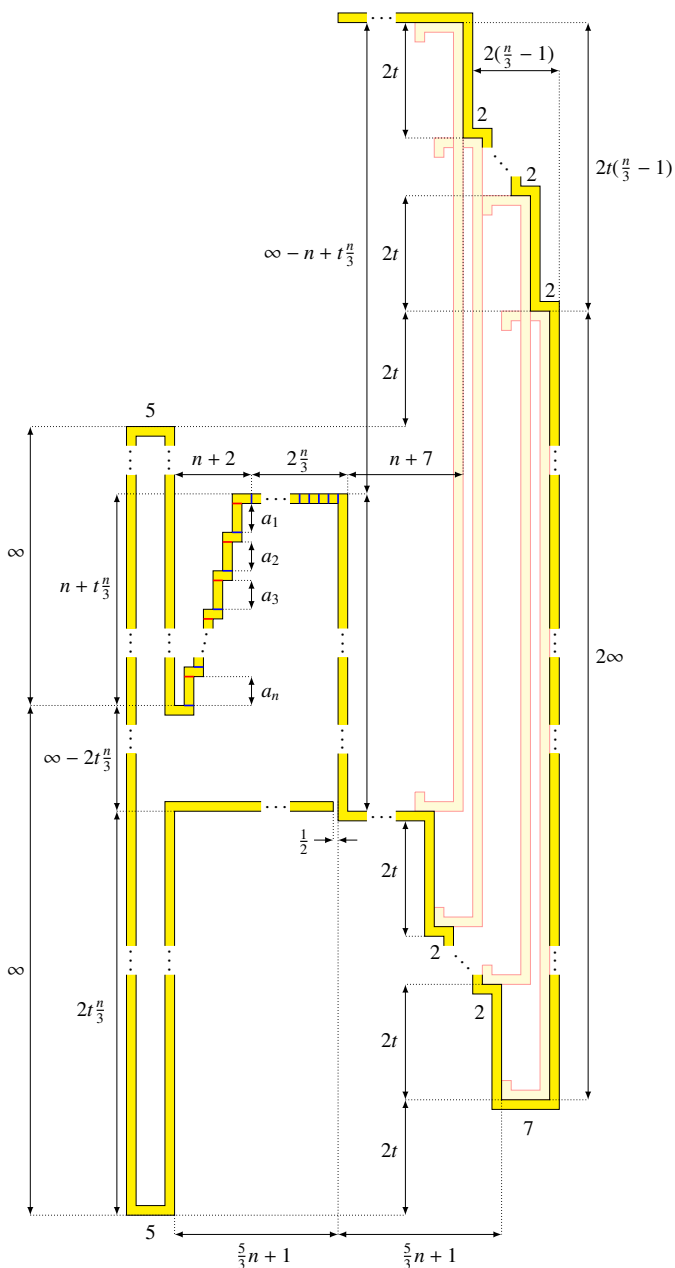 2(n/3 − 1)
2t
2
2t(n/3 − 1)
2
∞ − n + t n/3
2t
2
2t
5
n + 2
2 n/3
n + 7
a₁
∞
a₂
n + t n/3
a₃
2∞
aₙ
∞ − 2t n/3
1/2
2t
2
∞
2t n/3
2
2t
7
2t
5
5/3 n + 1
5/3 n + 1